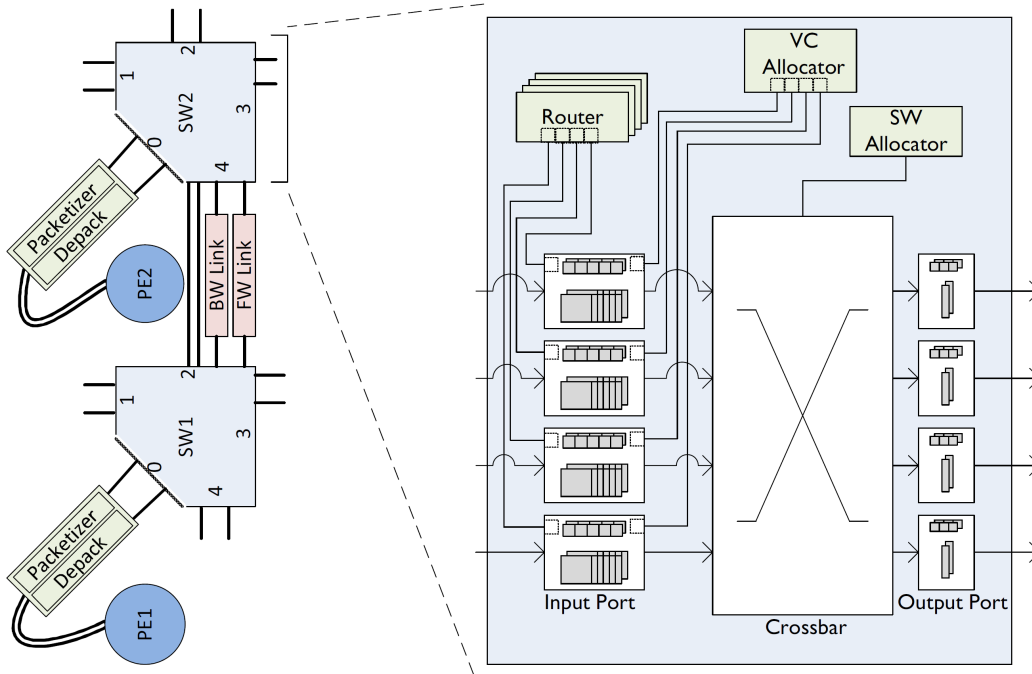 2
1
SW2
3
0
4
Packetizer
Depack
PE2
BW Link
FW Link
2
1
SW1
3
0
4
Packetizer
Depack
PE1
VC
Allocator
Router
SW
Allocator
Input Port
Output Port
Crossbar